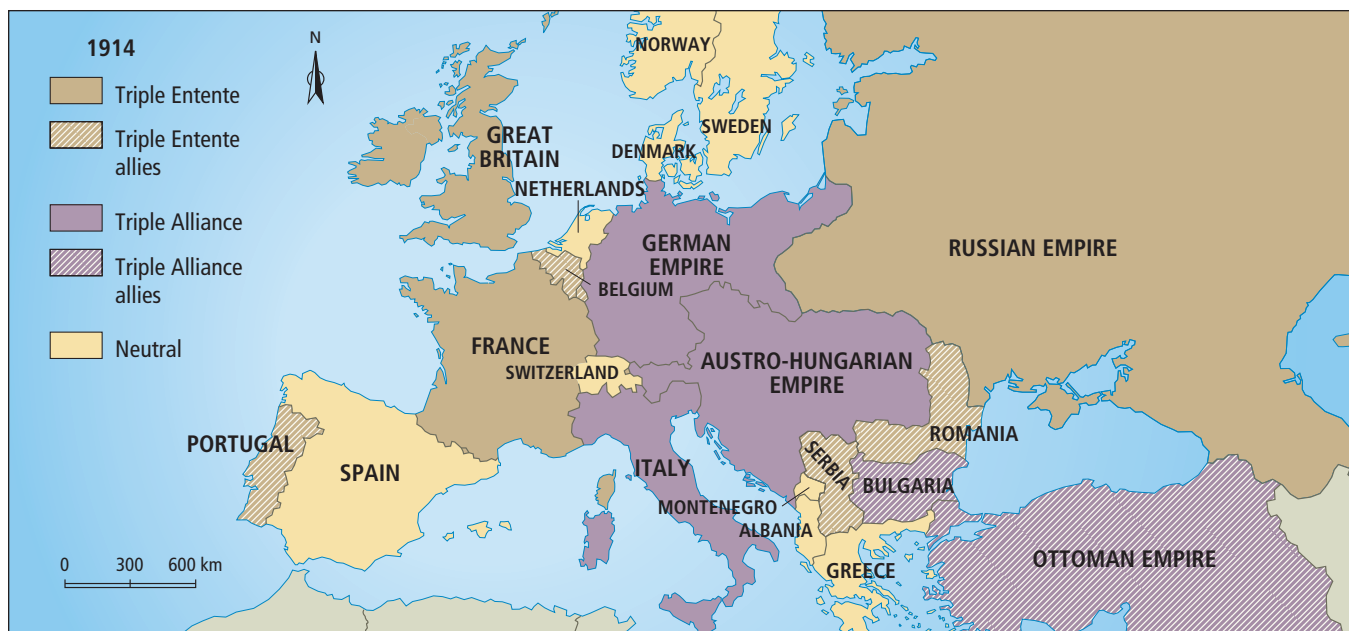 1914
Triple Entente
Triple Entente
allies
Triple Alliance
Triple Alliance
allies
Neutral
N
0 300 600 km
NORWAY
SWEDEN
DENMARK
GREAT
BRITAIN
NETHERLANDS
GERMAN
EMPIRE
RUSSIAN EMPIRE
BELGIUM
FRANCE
SWITZERLAND
AUSTRO-HUNGARIAN
EMPIRE
PORTUGAL
SPAIN
ITALY
SERBIA
ROMANIA
BULGARIA
MONTENEGRO
ALBANIA
GREECE
OTTOMAN EMPIRE